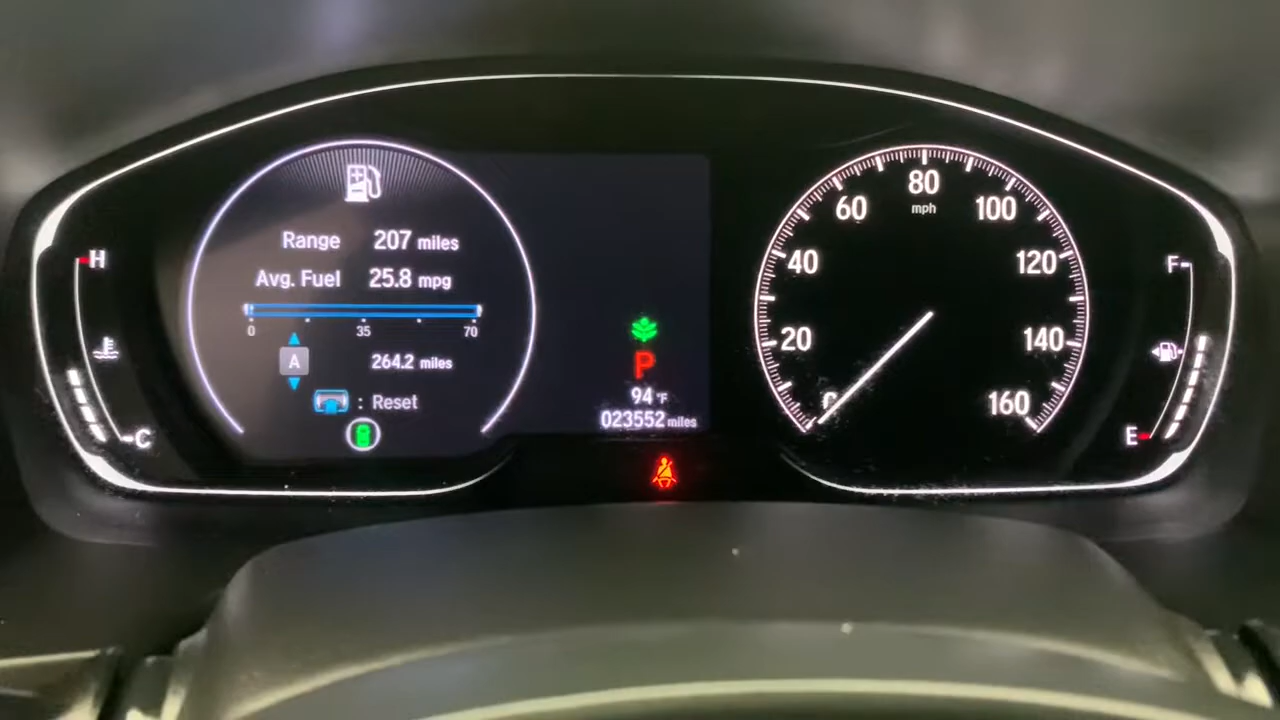 Range 207 miles
Avg. Fuel 25.8 mpg
0 35 70
A 264.2 miles
: Reset
H
C
P
94 °F
023552 miles
20 40 60 80 100 120 140 160
mph
F
E